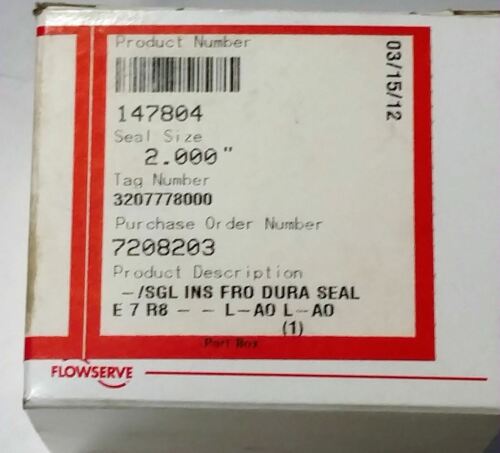 Product Number
03/15/12
147804
Seal Size
2.000"
Tag Number
3207778000
Purchase Order Number
7208203
Product Description
-/SGL INS FRO DURA SEAL
E 7 R8 - - L-AO L-AO
(1)
Part Box
FLOWSERVE